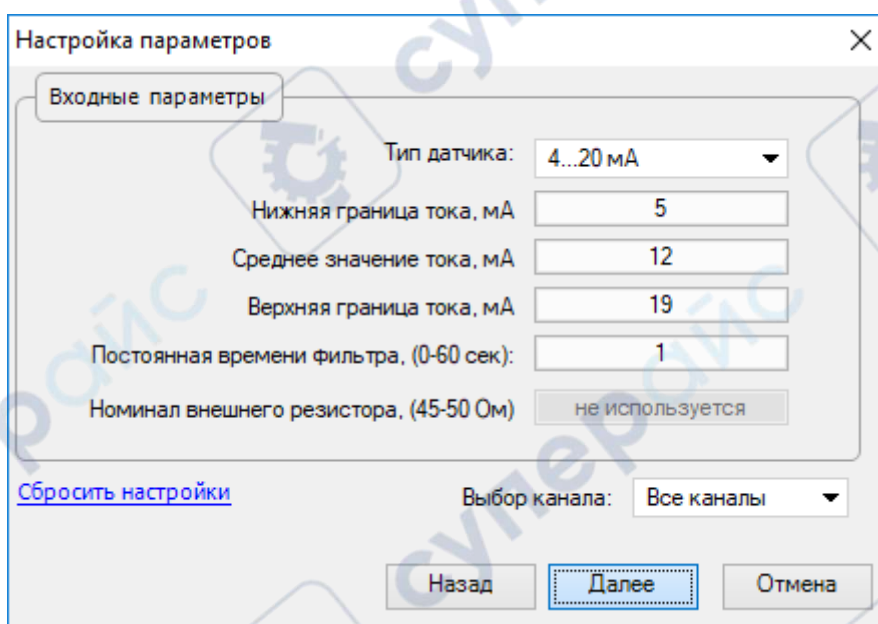 Настройка параметров
Входные параметры
Тип датчика: 4...20 мА
Нижняя граница тока, мА 5
Среднее значение тока, мА 12
Верхняя граница тока, мА 19
Постоянная времени фильтра, (0-60 сек): 1
Номинал внешнего резистора, (45-50 Ом) не используется
Сбросить настройки Выбор канала: Все каналы
Назад Далее Отмена
суперайс